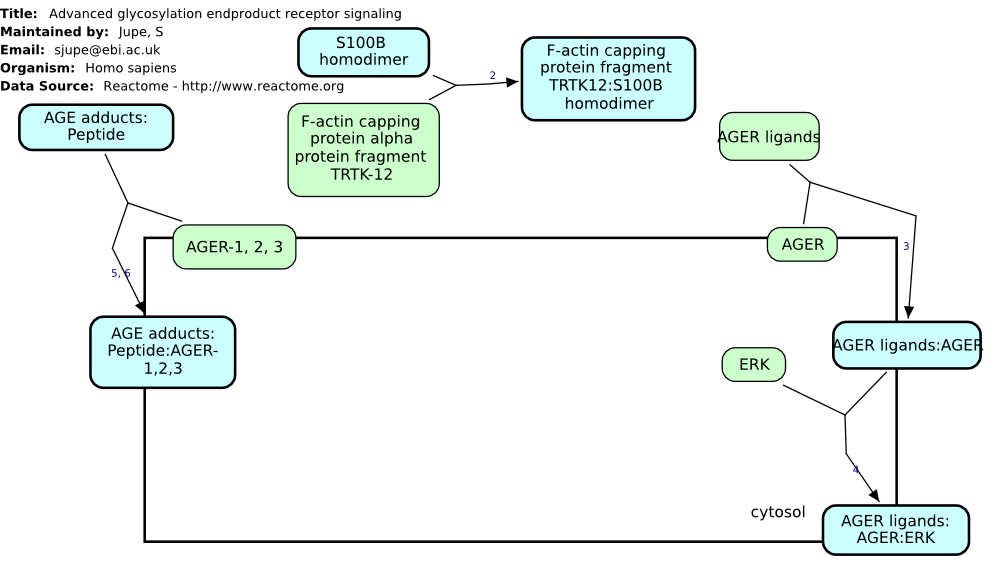 Title: Advanced glycosylation endproduct receptor signaling
Maintained by: Jupe, S
Email: sjupe@ebi.ac.uk
Organism: Homo sapiens
Data Source: Reactome - http://www.reactome.org
S100B
homodimer
2
F-actin capping
protein fragment
TRTK12:S100B
homodimer
AGE adducts:
Peptide
F-actin capping
protein alpha
protein fragment
TRTK-12
AGER ligands
AGER-1, 2, 3
AGER
3
5, 6
AGE adducts:
Peptide:AGER-
1,2,3
AGER ligands:AGER
ERK
4
cytosol
AGER ligands:
AGER:ERK